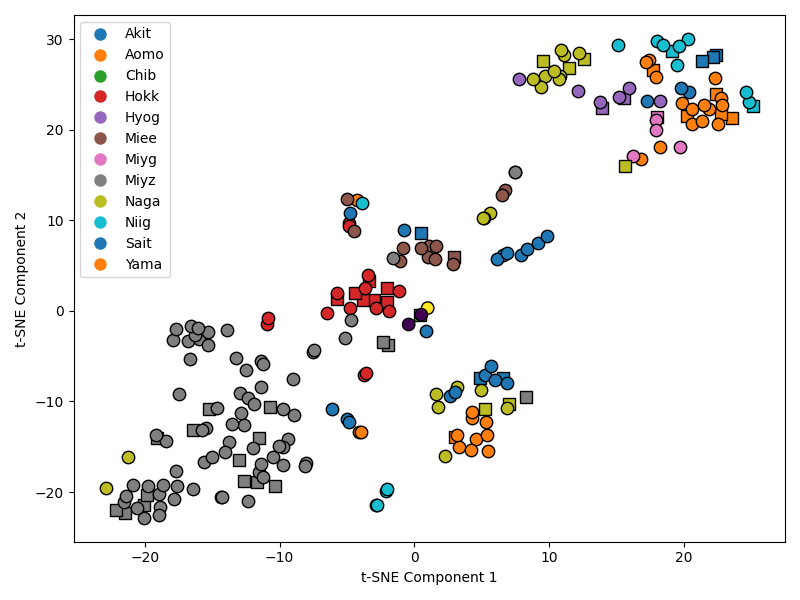 Akit
Aomo
Chib
Hokk
Hyog
Miee
Miyg
Miyz
Naga
Niig
Sait
Yama
30
20
10
0
−10
−20
t-SNE Component 2
−20 −10 0 10 20
t-SNE Component 1